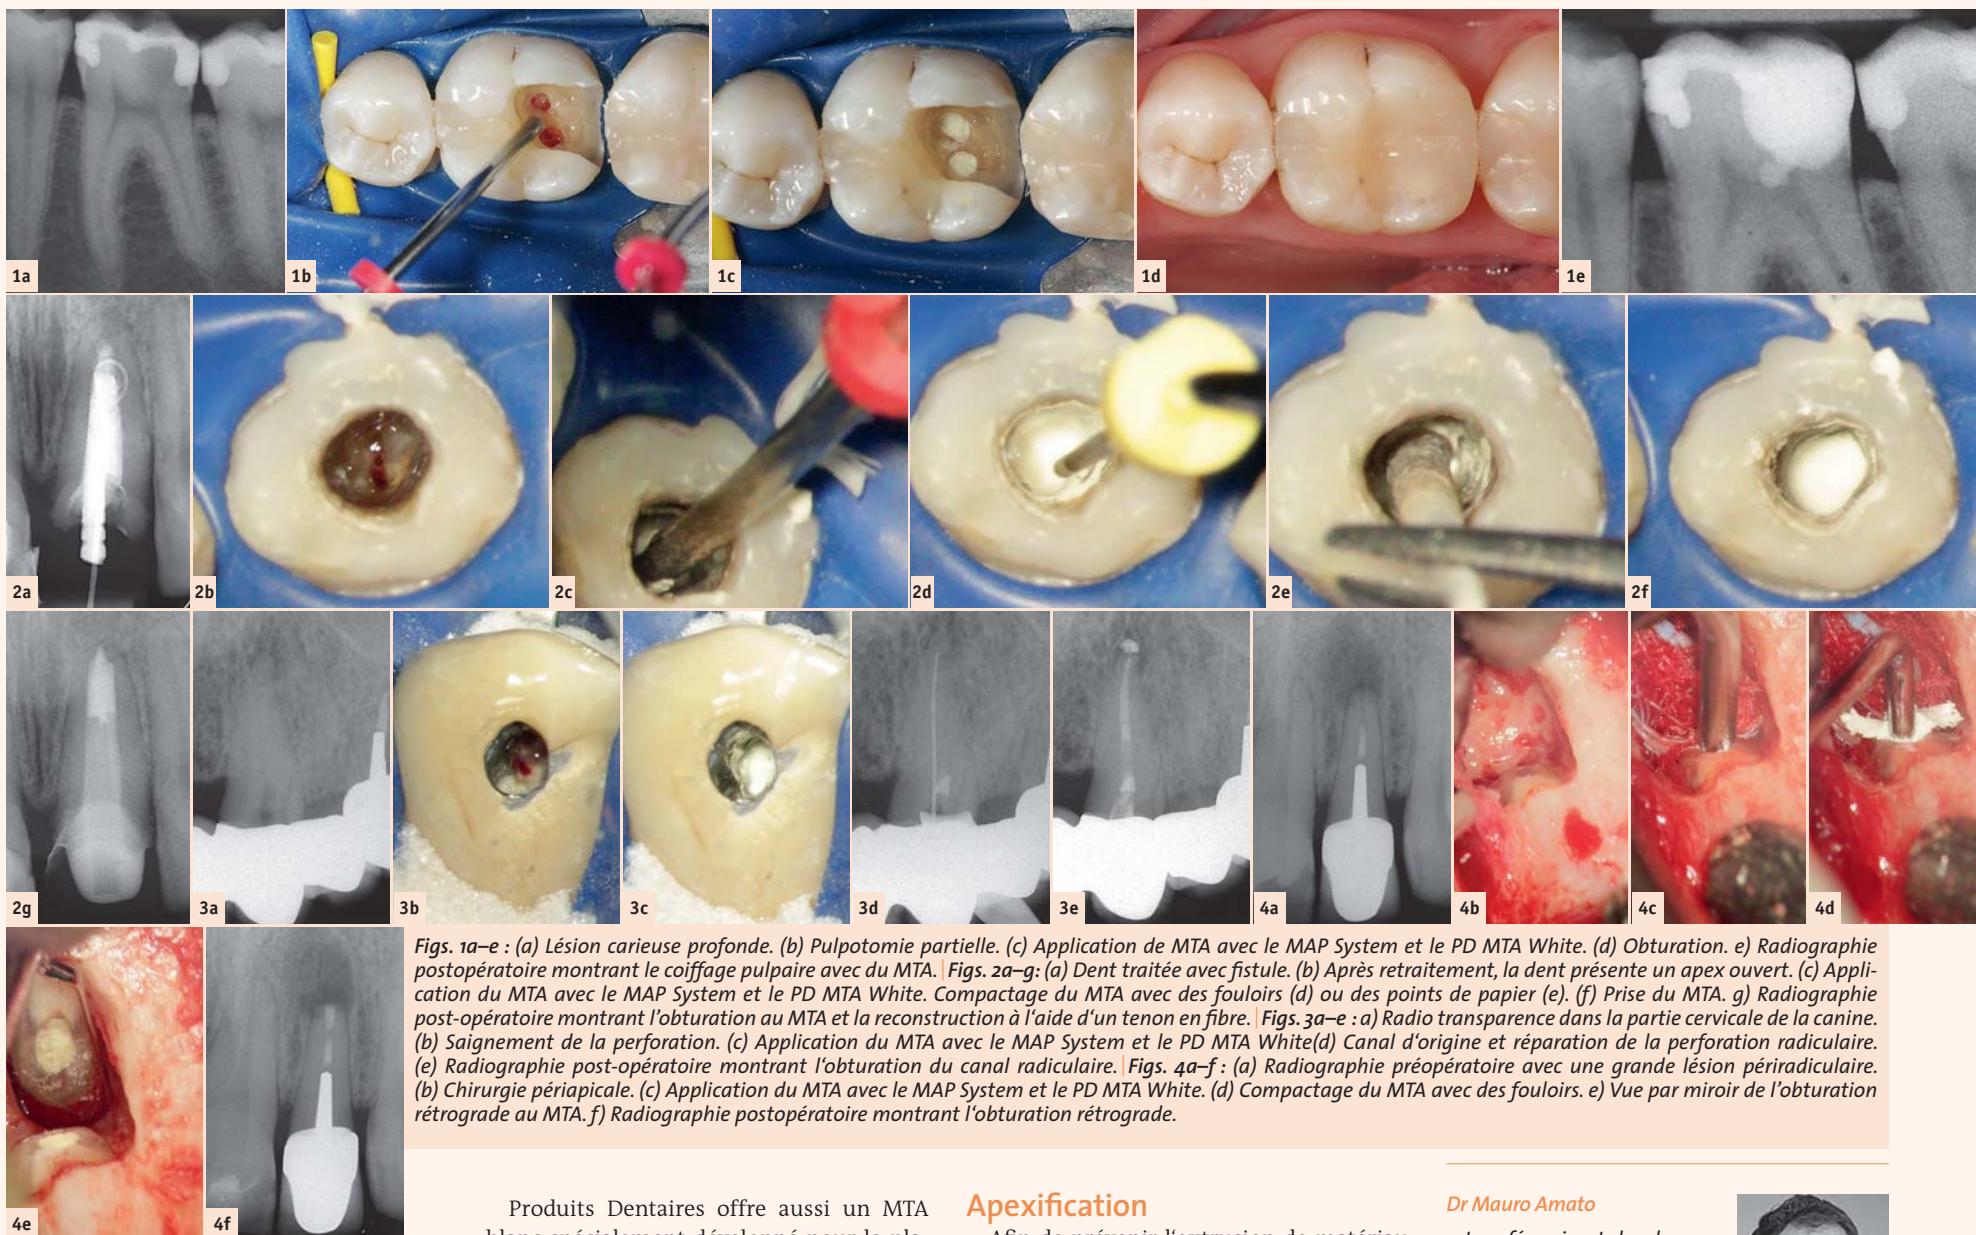 1a
1b
1c
1d
1e
2a
2b
2c
2d
2e
2f
2g
3a
3b
3c
3d
3e
4a
4b
4c
4d
4e
4f
Figs. 1a–e : (a) Lésion carieuse profonde. (b) Pulpotomie partielle. (c) Application de MTA avec le MAP System et le PD MTA White. (d) Obturation. e) Radiographie
postopératoire montrant le coiffage pulpaire avec du MTA. | Figs. 2a–g: (a) Dent traitée avec fistule. (b) Après retraitement, la dent présente un apex ouvert. (c) Appli-
cation du MTA avec le MAP System et le PD MTA White. Compactage du MTA avec des fouloirs (d) ou des points de papier (e). (f) Prise du MTA. g) Radiographie
post-opératoire montrant l’obturation au MTA et la reconstruction à l‘aide d‘un tenon en fibre. | Figs. 3a–e : a) Radio transparence dans la partie cervicale de la canine.
(b) Saignement de la perforation. (c) Application du MTA avec le MAP System et le PD MTA White(d) Canal d‘origine et réparation de la perforation radiculaire.
(e) Radiographie post-opératoire montrant l‘obturation du canal radiculaire. | Figs. 4a–f : (a) Radiographie préopératoire avec une grande lésion périradiculaire.
(b) Chirurgie périapicale. (c) Application du MTA avec le MAP System et le PD MTA White. (d) Compactage du MTA avec des fouloirs. e) Vue par miroir de l’obturation
rétrograde au MTA. f) Radiographie postopératoire montrant l‘obturation rétrograde.
Produits Dentaires offre aussi un MTA
Apexification
Dr Mauro Amato